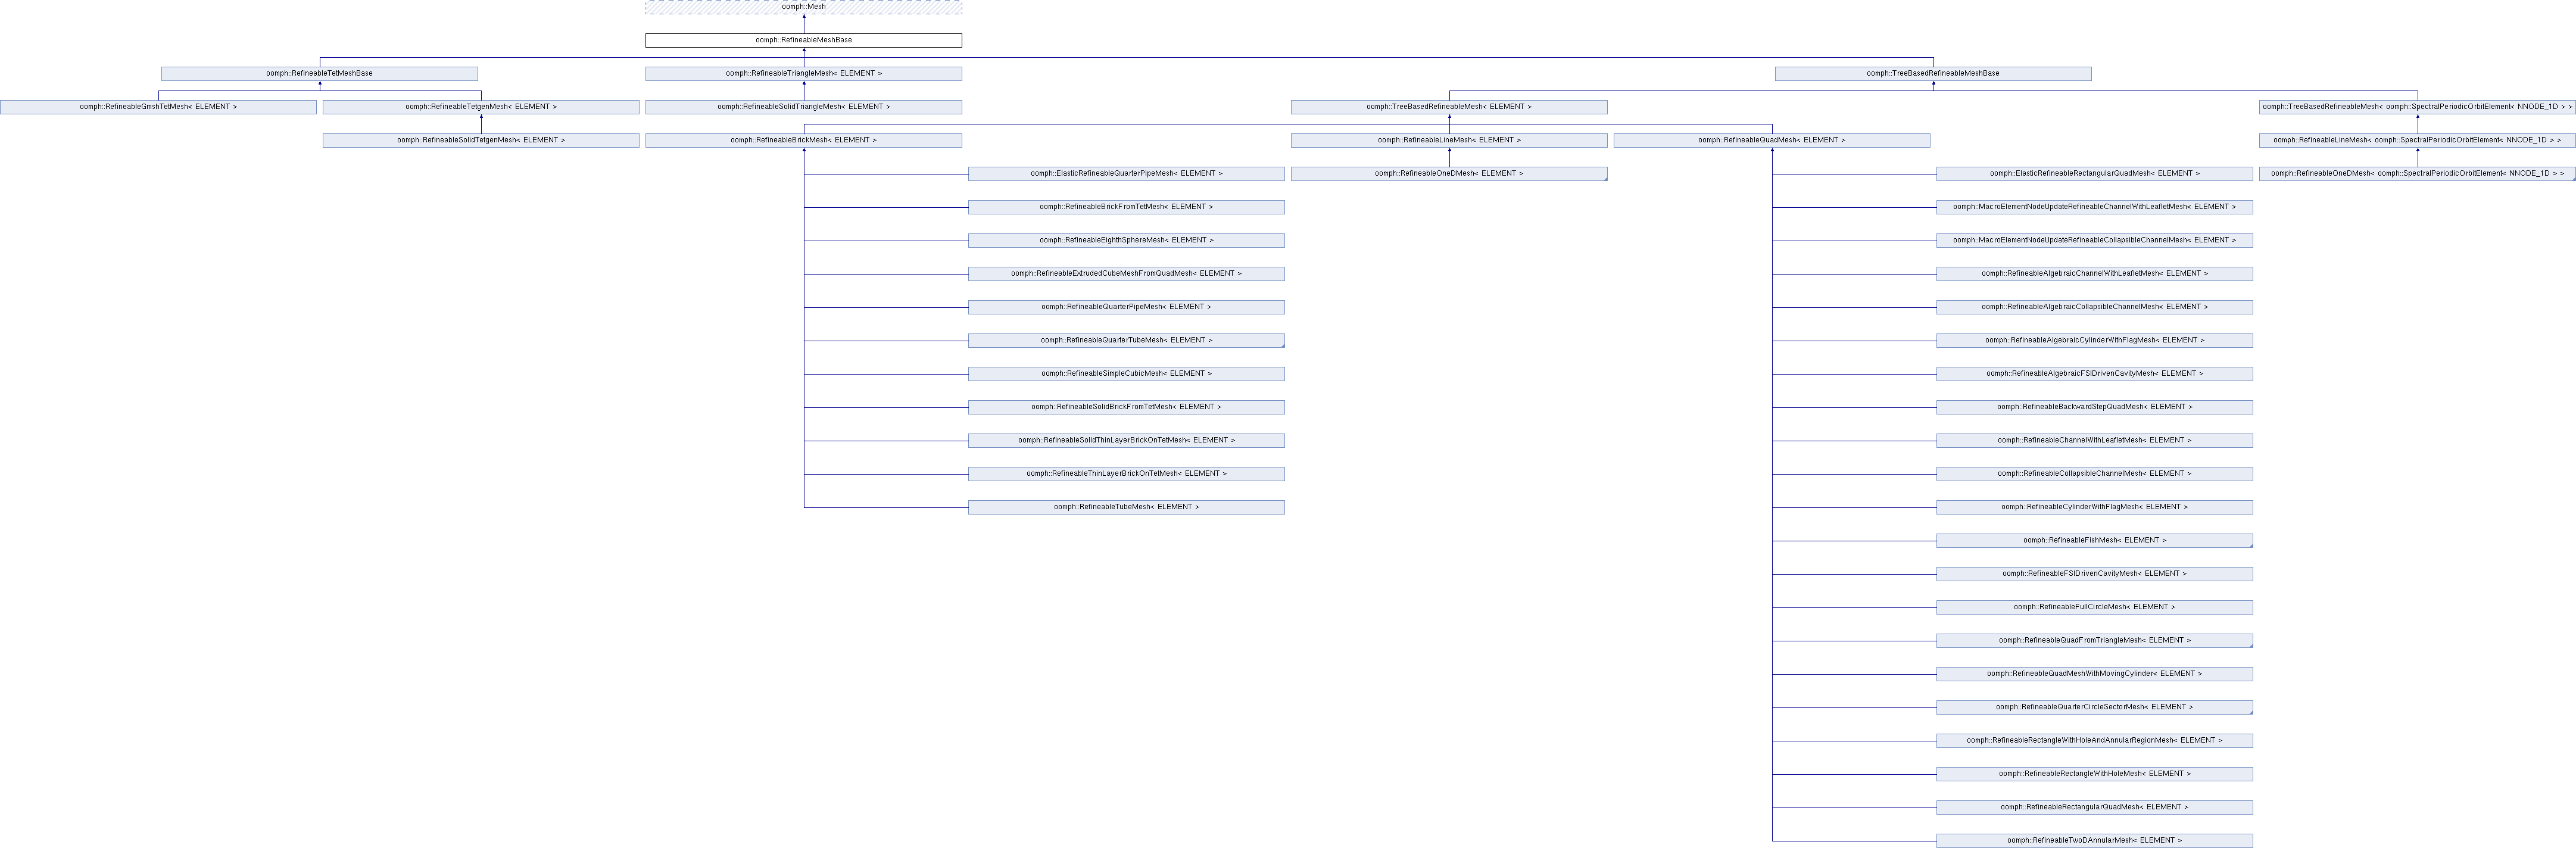 oomph::Mesh
oomph::RefineableMeshBase
oomph::RefineableTetMeshBase
oomph::RefineableTriangleMesh< ELEMENT >
oomph::TreeBasedRefineableMeshBase
oomph::RefineableGmshTetMesh< ELEMENT >
oomph::RefineableTetgenMesh< ELEMENT >
oomph::RefineableSolidTriangleMesh< ELEMENT >
oomph::TreeBasedRefineableMesh< ELEMENT >
oomph::TreeBasedRefineableMesh< oomph::SpectralPeriodicOrbitElement< NNODE_1D > >
oomph::RefineableSolidTetgenMesh< ELEMENT >
oomph::RefineableBrickMesh< ELEMENT >
oomph::RefineableLineMesh< ELEMENT >
oomph::RefineableQuadMesh< ELEMENT >
oomph::RefineableLineMesh< oomph::SpectralPeriodicOrbitElement< NNODE_1D > >
oomph::ElasticRefineableQuarterPipeMesh< ELEMENT >
oomph::RefineableOneDMesh< ELEMENT >
oomph::ElasticRefineableRectangularQuadMesh< ELEMENT >
oomph::RefineableOneDMesh< oomph::SpectralPeriodicOrbitElement< NNODE_1D > >
oomph::RefineableBrickFromTetMesh< ELEMENT >
oomph::MacroElementNodeUpdateRefineableChannelWithLeafletMesh< ELEMENT >
oomph::RefineableEighthSphereMesh< ELEMENT >
oomph::MacroElementNodeUpdateRefineableCollapsibleChannelMesh< ELEMENT >
oomph::RefineableExtrudedCubeMeshFromQuadMesh< ELEMENT >
oomph::RefineableAlgebraicChannelWithLeafletMesh< ELEMENT >
oomph::RefineableQuarterPipeMesh< ELEMENT >
oomph::RefineableAlgebraicCollapsibleChannelMesh< ELEMENT >
oomph::RefineableQuarterTubeMesh< ELEMENT >
oomph::RefineableAlgebraicCylinderWithFlagMesh< ELEMENT >
oomph::RefineableSimpleCubicMesh< ELEMENT >
oomph::RefineableAlgebraicFSIDrivenCavityMesh< ELEMENT >
oomph::RefineableSolidBrickFromTetMesh< ELEMENT >
oomph::RefineableBackwardStepQuadMesh< ELEMENT >
oomph::RefineableSolidThinLayerBrickOnTetMesh< ELEMENT >
oomph::RefineableChannelWithLeafletMesh< ELEMENT >
oomph::RefineableThinLayerBrickOnTetMesh< ELEMENT >
oomph::RefineableCollapsibleChannelMesh< ELEMENT >
oomph::RefineableTubeMesh< ELEMENT >
oomph::RefineableCylinderWithFlagMesh< ELEMENT >
oomph::RefineableFishMesh< ELEMENT >
oomph::RefineableFSIDrivenCavityMesh< ELEMENT >
oomph::RefineableFullCircleMesh< ELEMENT >
oomph::RefineableQuadFromTriangleMesh< ELEMENT >
oomph::RefineableQuadMeshWithMovingCylinder< ELEMENT >
oomph::RefineableQuarterCircleSectorMesh< ELEMENT >
oomph::RefineableRectangleWithHoleAndAnnularRegionMesh< ELEMENT >
oomph::RefineableRectangleWithHoleMesh< ELEMENT >
oomph::RefineableRectangularQuadMesh< ELEMENT >
oomph::RefineableTwoDAnnularMesh< ELEMENT >